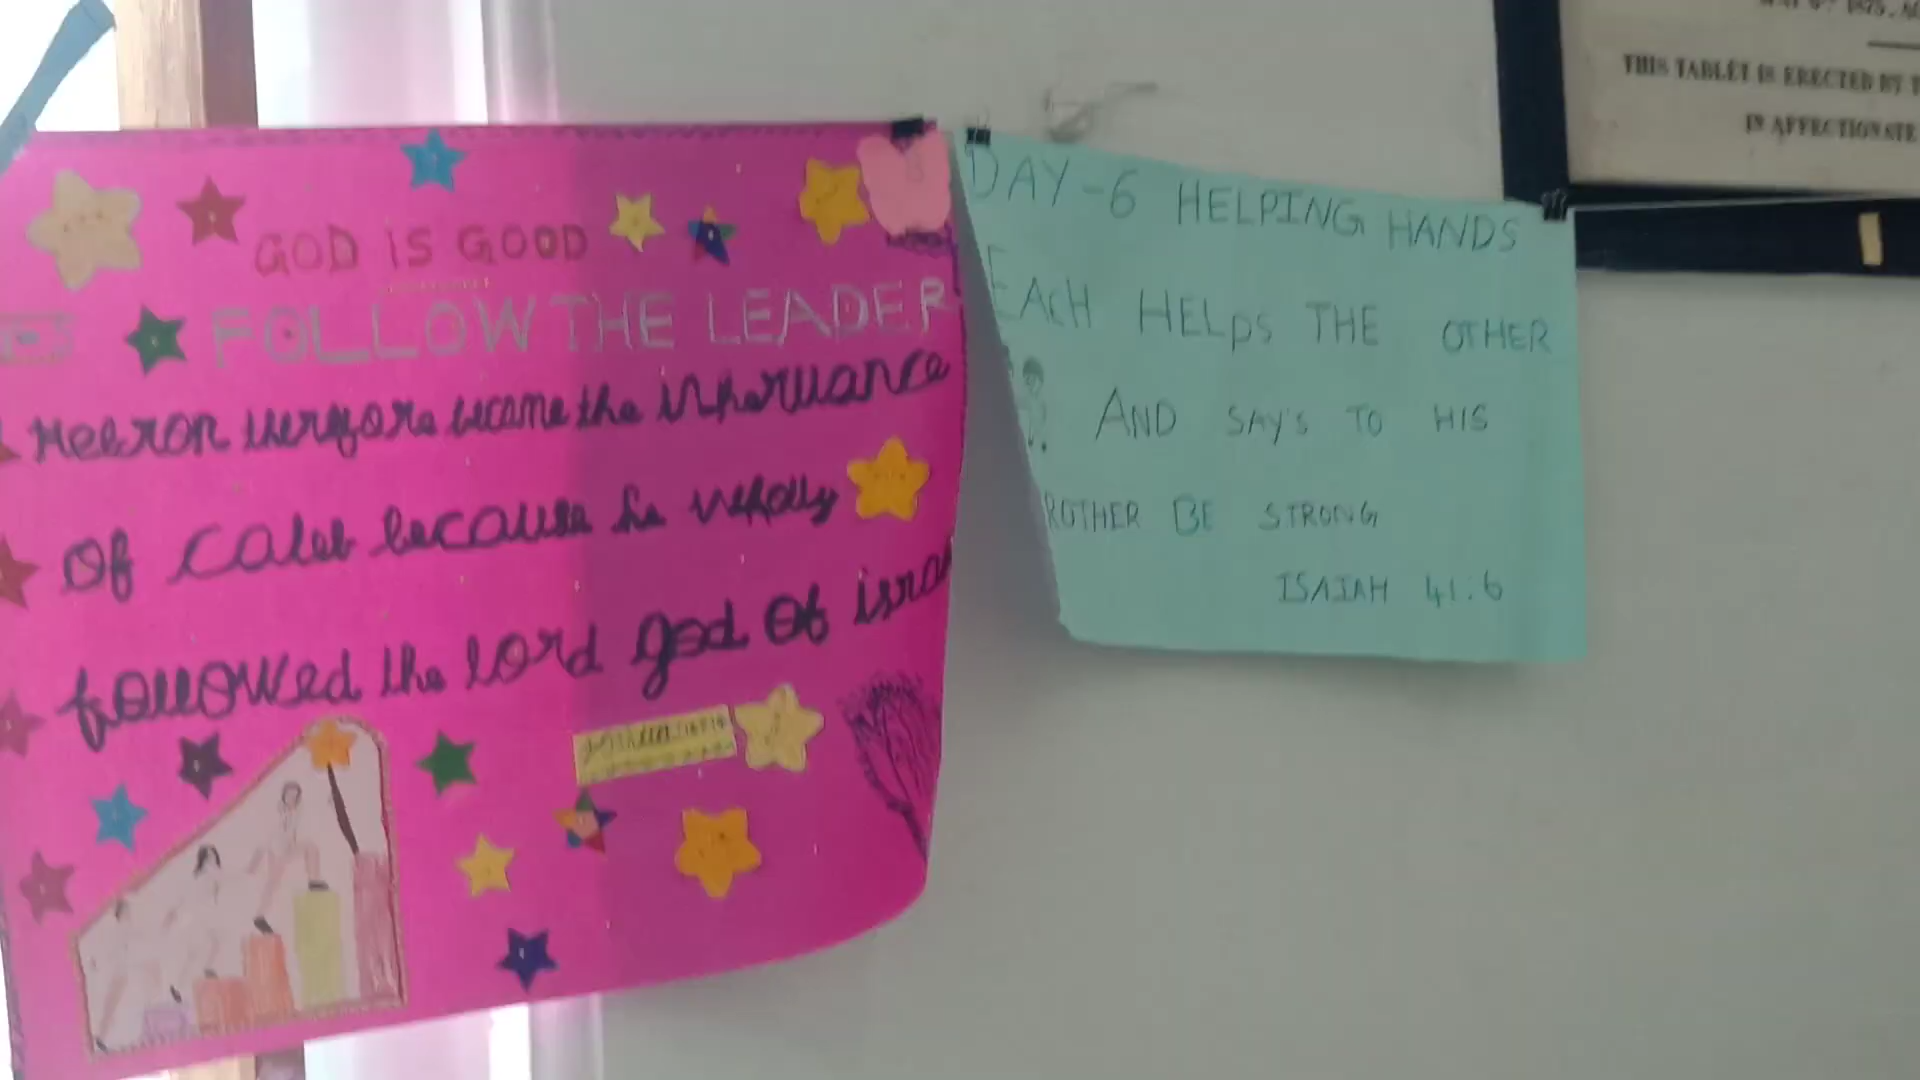 GOD IS GOOD
FOLLOW THE LEADER
Hebron therefore became the inheritance
Of Caleb because he wholly
followed the lord god of israe
DAY-6 HELPING HANDS
EACH HELPS THE OTHER
AND SAY'S TO HIS
ROTHER BE STRONG
ISAIAH 41:6
THIS TABLET IS ERECTED BY T
IN AFFECTIONATE